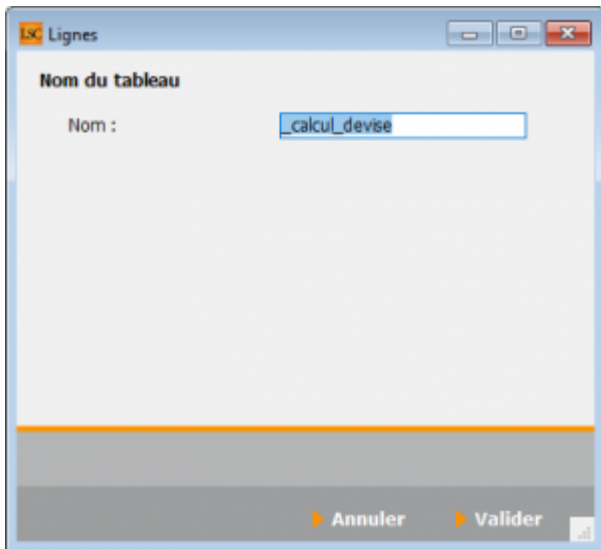 LSC Lignes
Nom du tableau
Nom : _calcul_devise
Annuler Valider